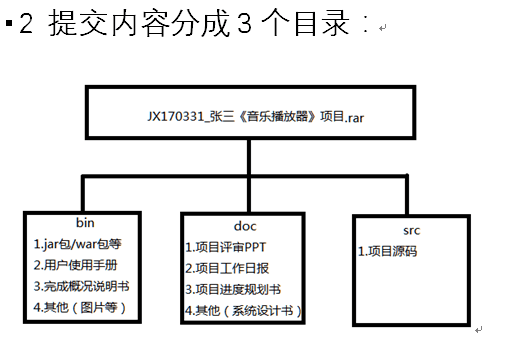 ▪2 提交内容分成3个目录：
JX170331_张三《音乐播放器》项目.rar
bin
1.jar包/war包等
2.用户使用手册
3.完成概况说明书
4.其他（图片等）
doc
1.项目评审PPT
2.项目工作日报
3.项目进度规划书
4.其他（系统设计书）
src
1.项目源码